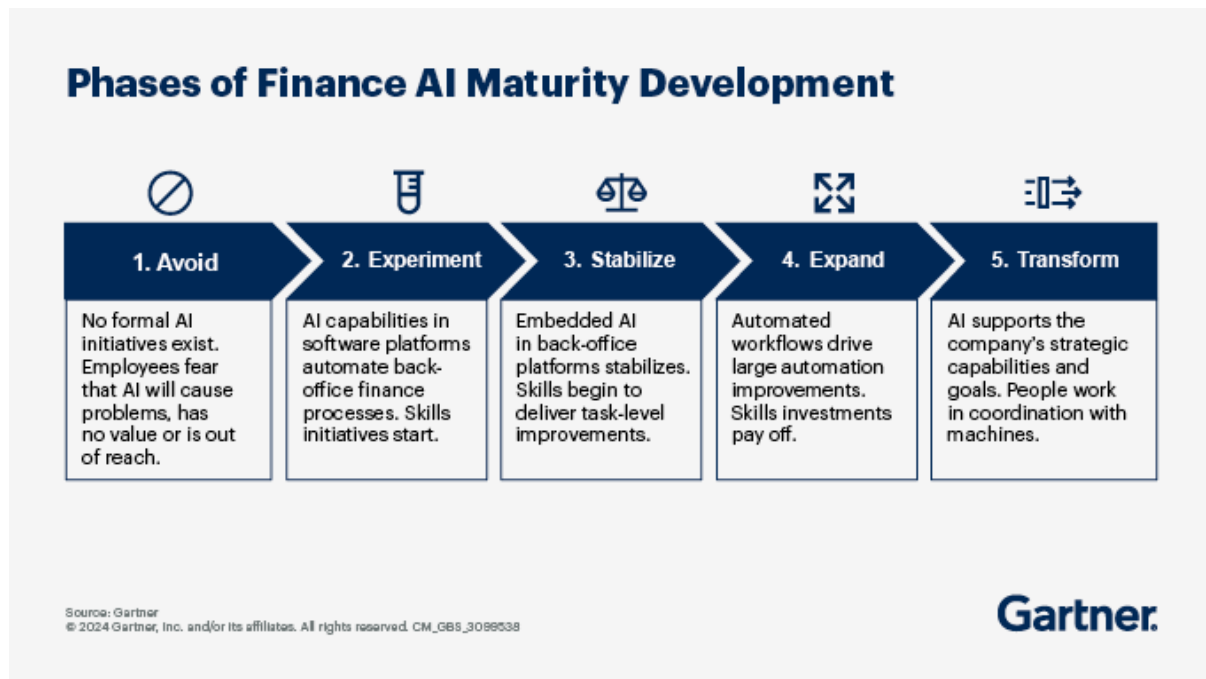 Phases of Finance AI Maturity Development
1. Avoid
No formal AI
initiatives exist.
Employees fear
that AI will cause
problems, has
no value or is out
of reach.
2. Experiment
AI capabilities in
software platforms
automate back-
office finance
processes. Skills
initiatives start.
3. Stabilize
Embedded AI
in back-office
platforms stabilizes.
Skills begin to
deliver task-level
improvements.
4. Expand
Automated
workflows drive
large automation
improvements.
Skills investments
pay off.
5. Transform
AI supports the
company's strategic
capabilities and
goals. People work
in coordination with
machines.
Source: Gartner
© 2024 Gartner, Inc. and/or its affiliates. All rights reserved. CM_GBS_3099538
Gartner.